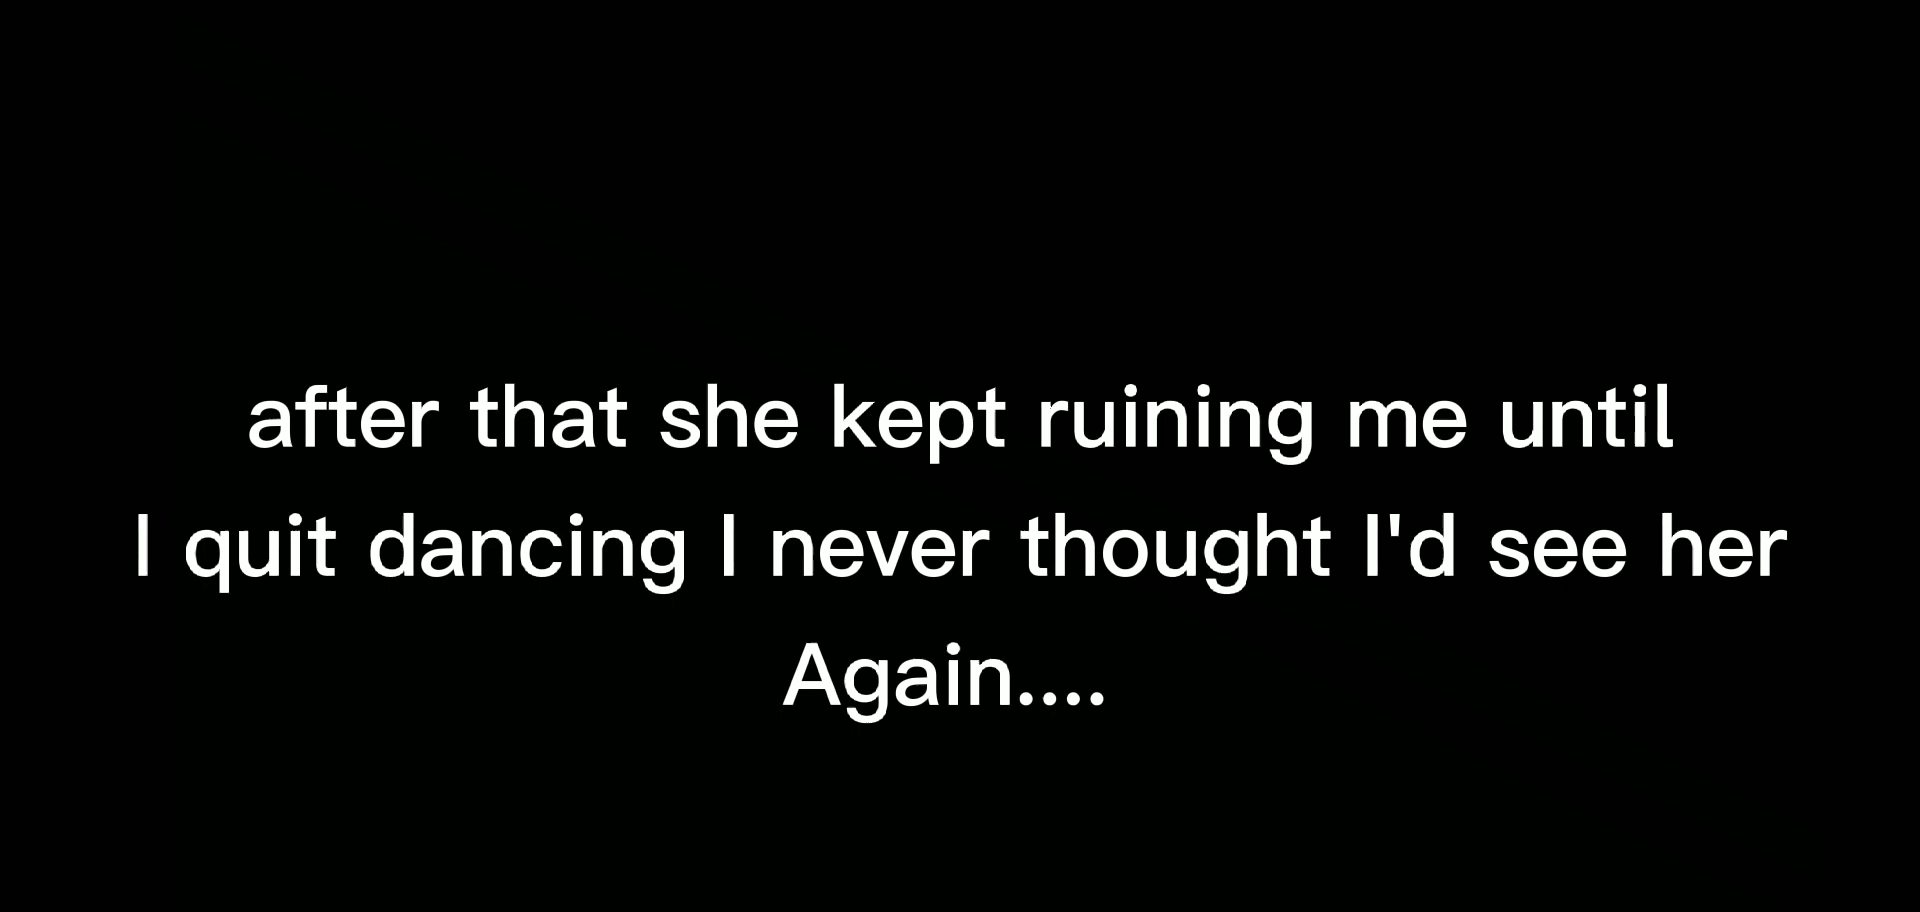 after that she kept ruining me until
I quit dancing I never thought I'd see her
Again....